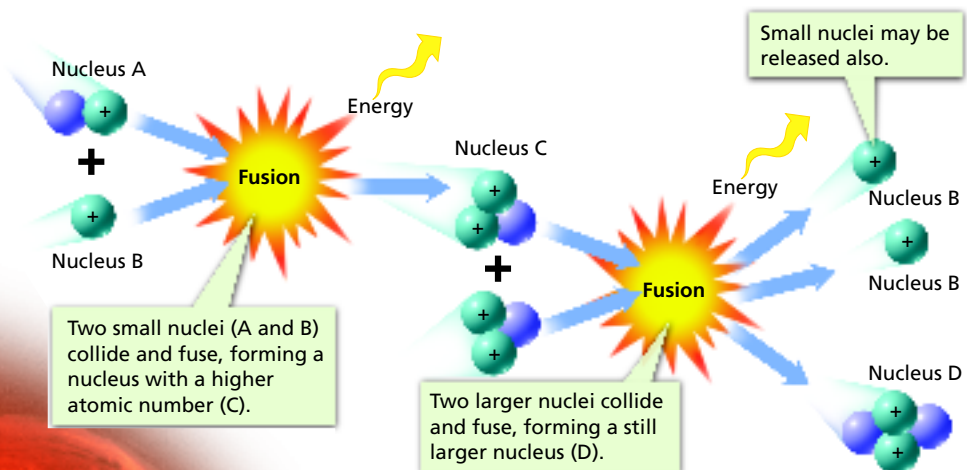 Nucleus A
+
+
+
Nucleus B
Two small nuclei (A and B)
collide and fuse, forming a
nucleus with a higher
atomic number (C).
Fusion
Energy
Nucleus C
+
+
+
+
+
Two larger nuclei collide
and fuse, forming a still
larger nucleus (D).
Fusion
Energy
Small nuclei may be
released also.
+
Nucleus B
+
Nucleus B
Nucleus D
+
+